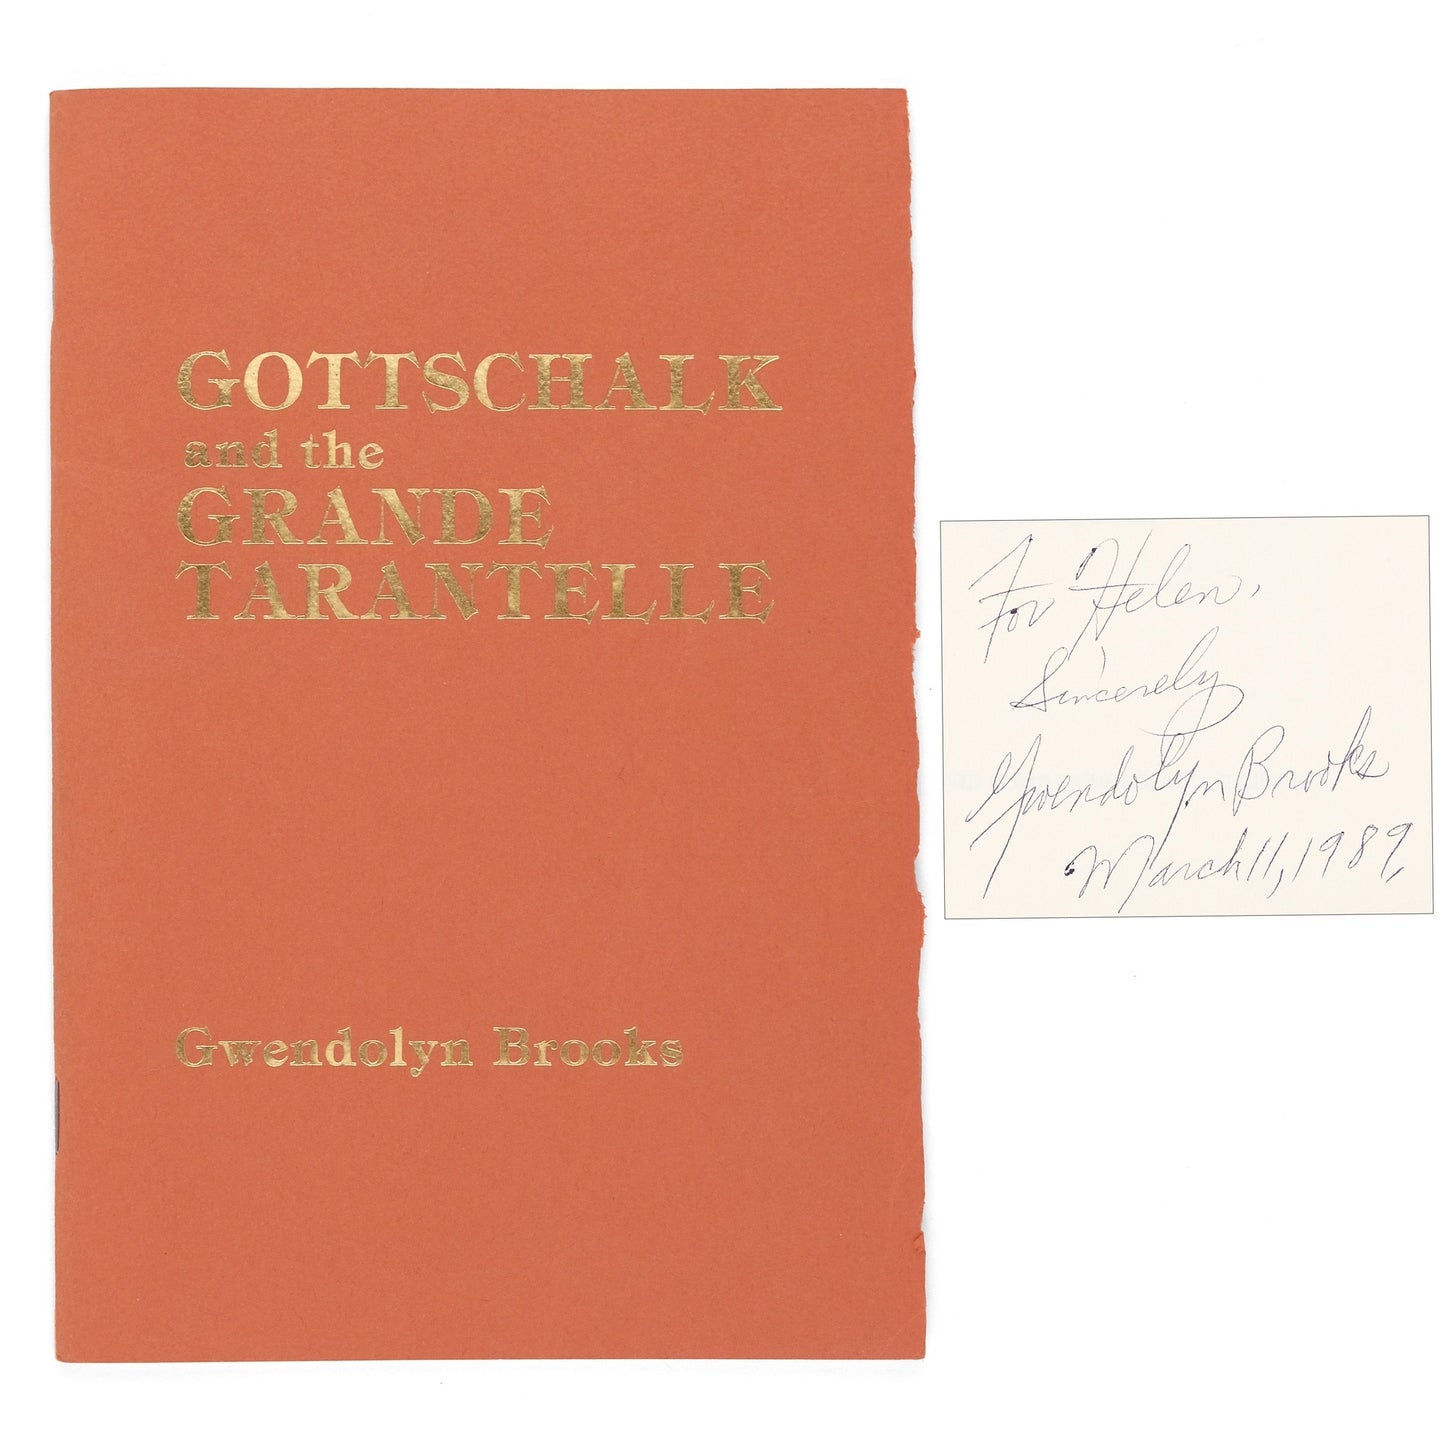 GOTTSCHALK
and the
GRANDE
TARANTELLE
Gwendolyn Brooks
For Helen,
Sincerely
Gwendolyn Brooks
March 11, 1989.